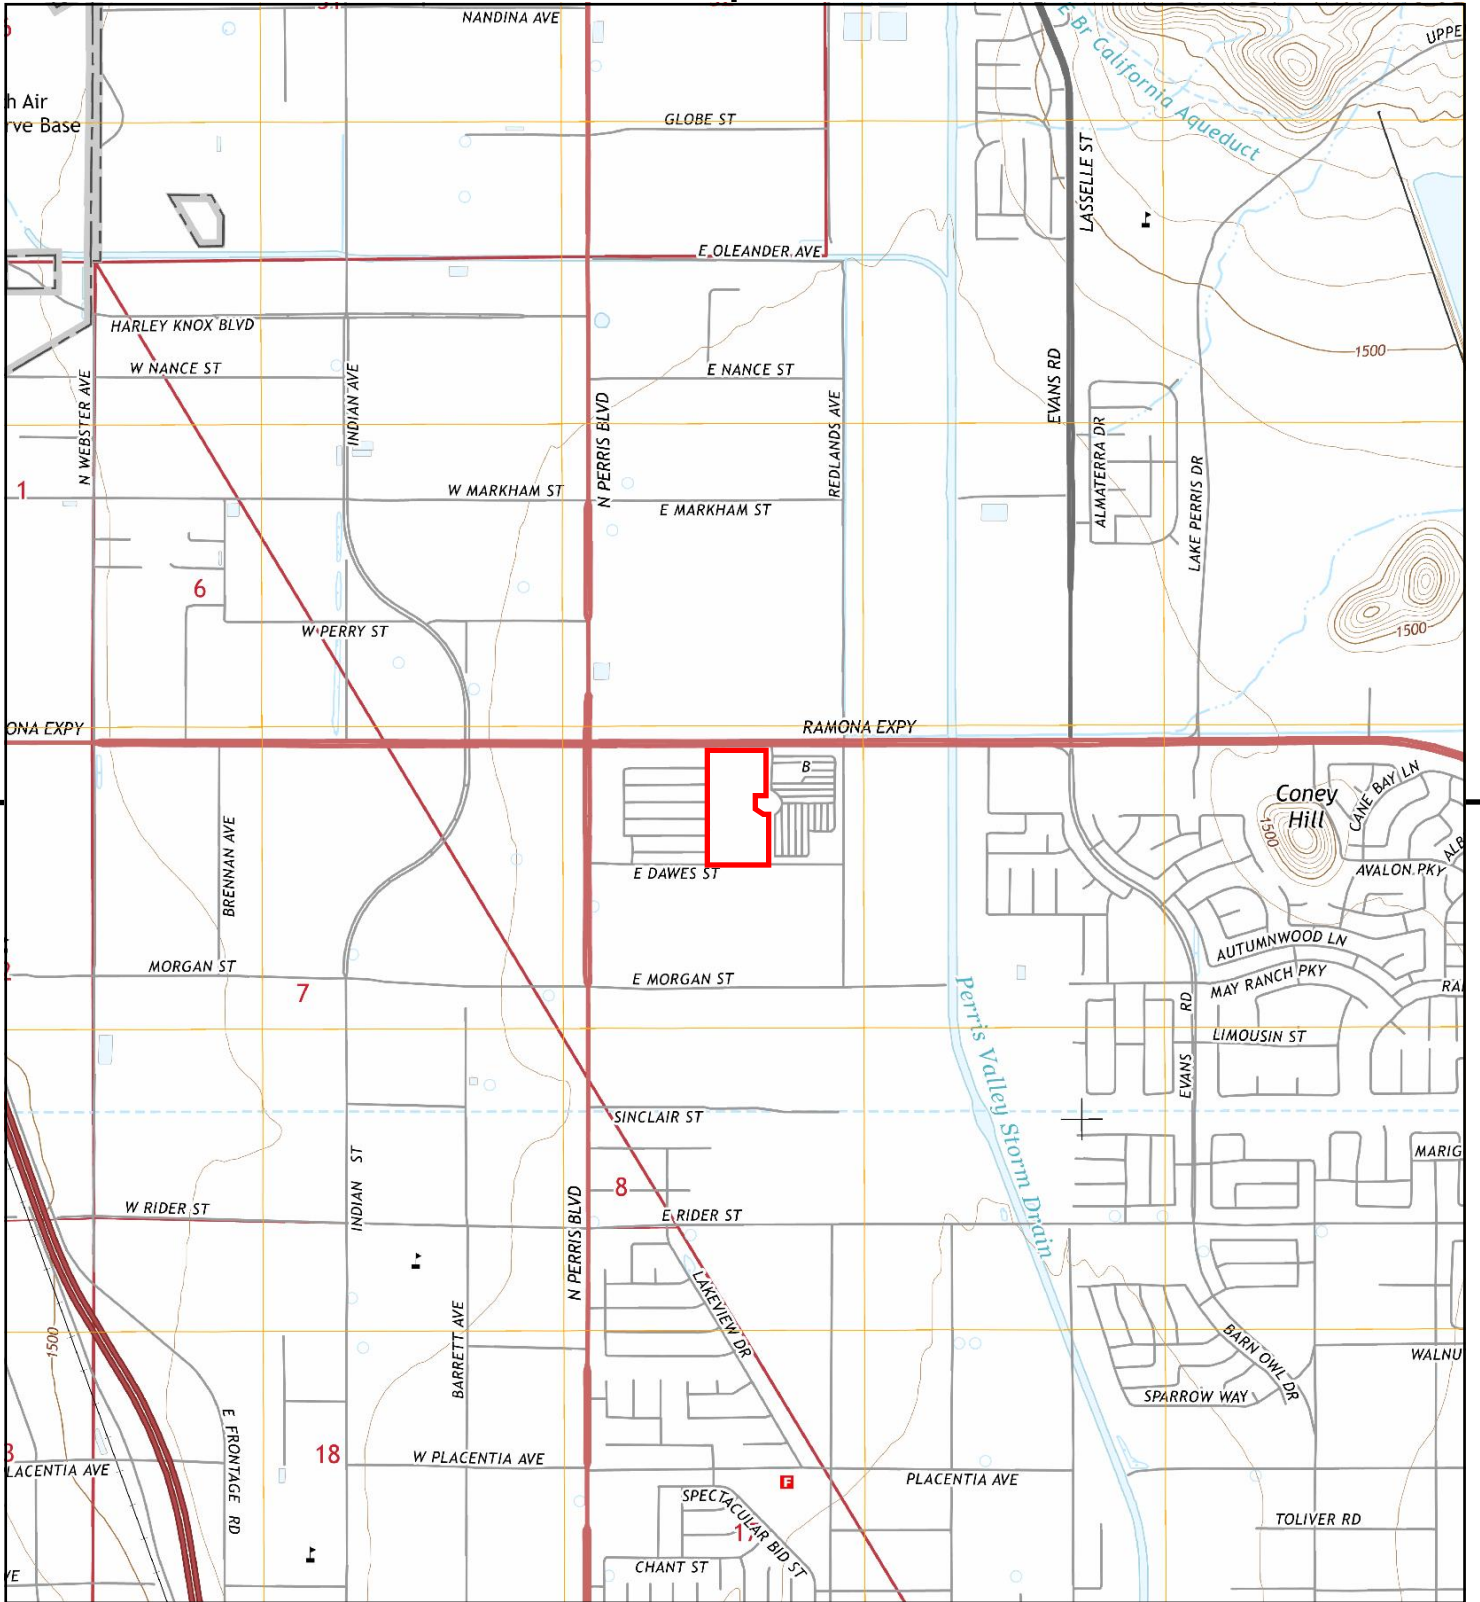 NANDINA AVE
UPPE
E Br California Aqueduct
h Air
rve Base
GLOBE ST
LASSELLE ST
E OLEANDER AVE
HARLEY KNOX BLVD
1500
W NANCE ST
E NANCE ST
N WEBSTER AVE
INDIAN AVE
N PERRIS BLVD
REDLANDS AVE
EVANS RD
ALMATERRA DR
LAKE PERRIS DR
1
W MARKHAM ST
E MARKHAM ST
6
W PERRY ST
1500
ONA EXPY
RAMONA EXPY
B
Coney
Hill
1500
CANE BAY LN
BRENNAN AVE
E DAWES ST
AVALON PKY
ALB
AUTUMNWOOD LN
MORGAN ST
E MORGAN ST
MAY RANCH PKY
RA
7
Perris Valley Storm Drain
EVANS RD
LIMOUSIN ST
SINCLAIR ST
INDIAN ST
MARIG
8
W RIDER ST
E RIDER ST
N PERRIS BLVD
LAKEVIEW DR
1500
BARRETT AVE
BARN OWL DR
WALNU
SPARROW WAY
E FRONTAGE RD
18
W PLACENTIA AVE
LACENTIA AVE
F
PLACENTIA AVE
SPECTACULAR BID ST
TOLIVER RD
CHANT ST
VE